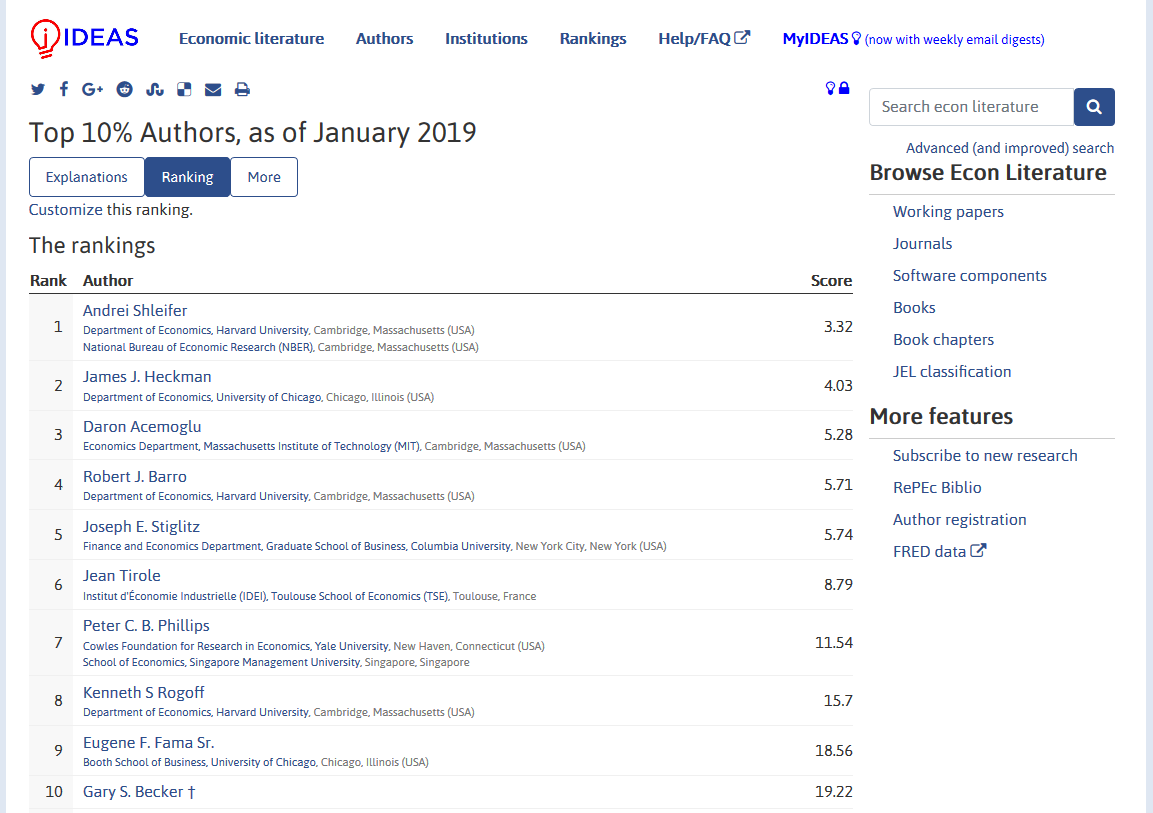 IDEAS
Economic literature Authors Institutions Rankings Help/FAQ MyIDEAS (now with weekly email digests)
Top 10% Authors, as of January 2019
Explanations Ranking More
Customize this ranking.
The rankings
Rank Author Score
1 Andrei Shleifer 3.32
Department of Economics, Harvard University, Cambridge, Massachusetts (USA)
National Bureau of Economic Research (NBER), Cambridge, Massachusetts (USA)
2 James J. Heckman 4.03
Department of Economics, University of Chicago, Chicago, Illinois (USA)
3 Daron Acemoglu 5.28
Economics Department, Massachusetts Institute of Technology (MIT), Cambridge, Massachusetts (USA)
4 Robert J. Barro 5.71
Department of Economics, Harvard University, Cambridge, Massachusetts (USA)
5 Joseph E. Stiglitz 5.74
Finance and Economics Department, Graduate School of Business, Columbia University, New York City, New York (USA)
6 Jean Tirole 8.79
Institut d'Économie Industrielle (IDEI), Toulouse School of Economics (TSE), Toulouse, France
7 Peter C. B. Phillips 11.54
Cowles Foundation for Research in Economics, Yale University, New Haven, Connecticut (USA)
School of Economics, Singapore Management University, Singapore, Singapore
8 Kenneth S Rogoff 15.7
Department of Economics, Harvard University, Cambridge, Massachusetts (USA)
9 Eugene F. Fama Sr. 18.56
Booth School of Business, University of Chicago, Chicago, Illinois (USA)
10 Gary S. Becker † 19.22
Search econ literature
Advanced (and improved) search
Browse Econ Literature
Working papers
Journals
Software components
Books
Book chapters
JEL classification
More features
Subscribe to new research
RePEc Biblio
Author registration
FRED data